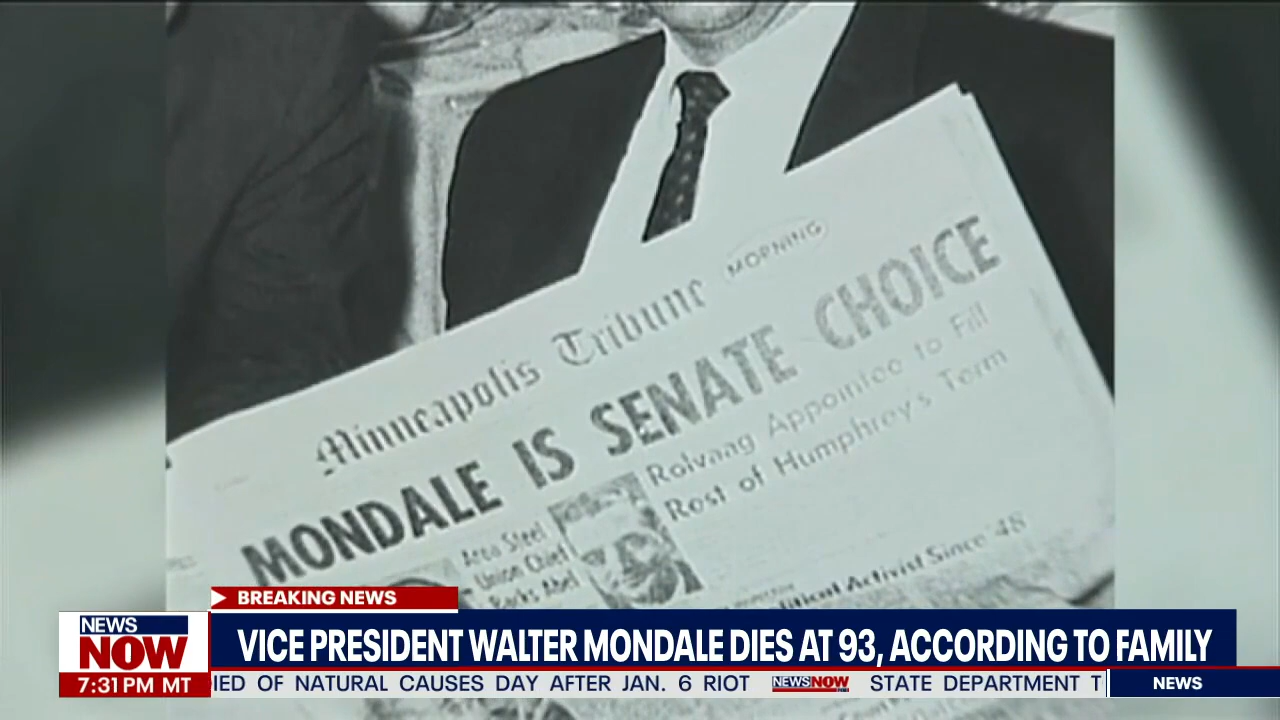 MORNING
Minneapolis Tribune
MONDALE IS SENATE CHOICE
Rolvaag Appointee to Fill
Rest of Humphrey's Term
Area Steel
Union Chief
Backs Abel
litical Activist Since '48
BREAKING NEWS
NEWS
NOW
VICE PRESIDENT WALTER MONDALE DIES AT 93, ACCORDING TO FAMILY
7:31 PM MT
IED OF NATURAL CAUSES DAY AFTER JAN. 6 RIOT NEWSNOW STATE DEPARTMENT T
NEWS